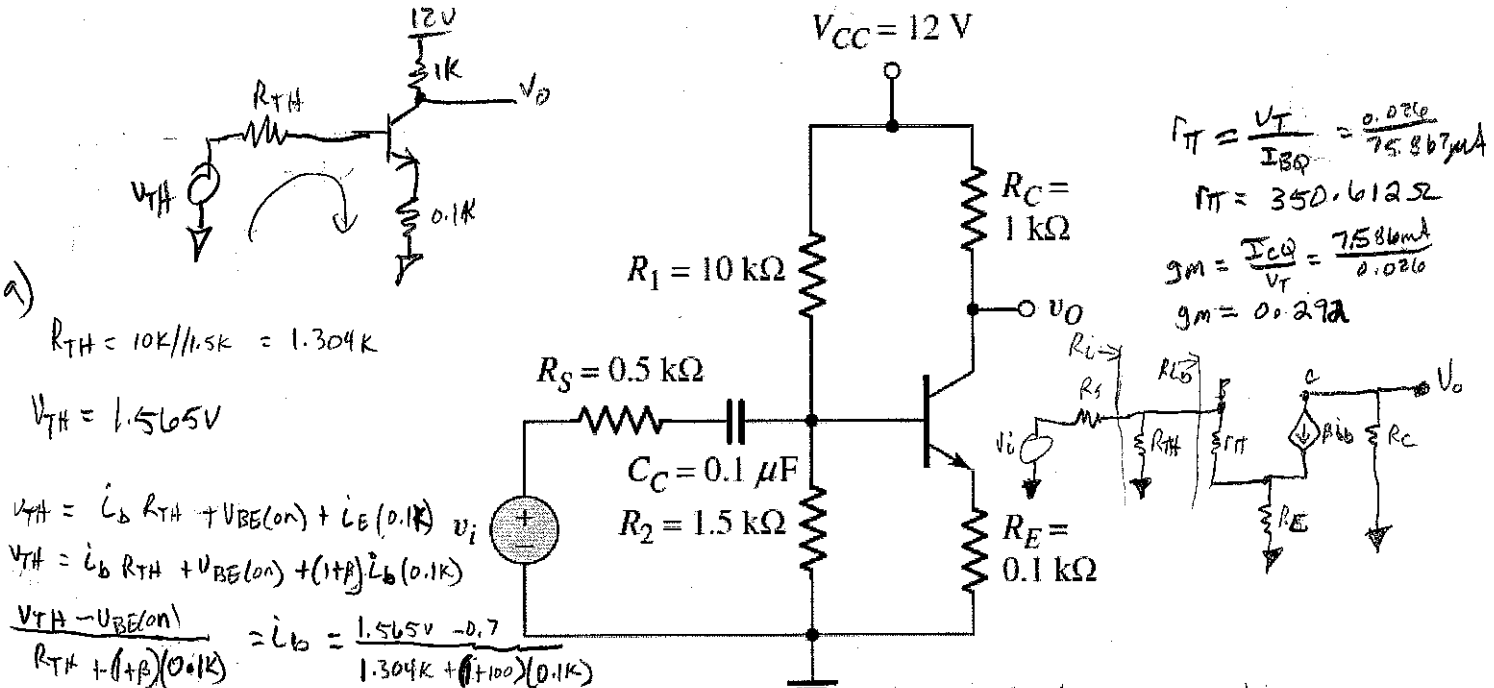 12V
1K
Vo
RTH
VTH
0.1K
a)
RTH = 10K//1.5K = 1.304K
VTH = 1.565V
VTH = ib RTH + VBE(on) + iE (0.1K)
VTH = ib RTH + VBE(on) + (1+β) ib (0.1K)
VTH - VBE(on) / RTH + (1+β)(0.1K) = ib = 1.565V - 0.7 / 1.304K + (1+100)(0.1K)
VCC = 12 V
RC =
1 kΩ
R1 = 10 kΩ
vO
RS = 0.5 kΩ
CC = 0.1 μF
vi
+
−
R2 = 1.5 kΩ
RE =
0.1 kΩ
rπ = VT / IBQ = 0.026 / 75.867μA
rπ = 350.612Ω
gm = ICQ / VT = 7.586mA / 0.026
gm = 0.292
Ri
Rib
Rs
B
C
Vo
vi
RTH
rπ
βib
RC
RE